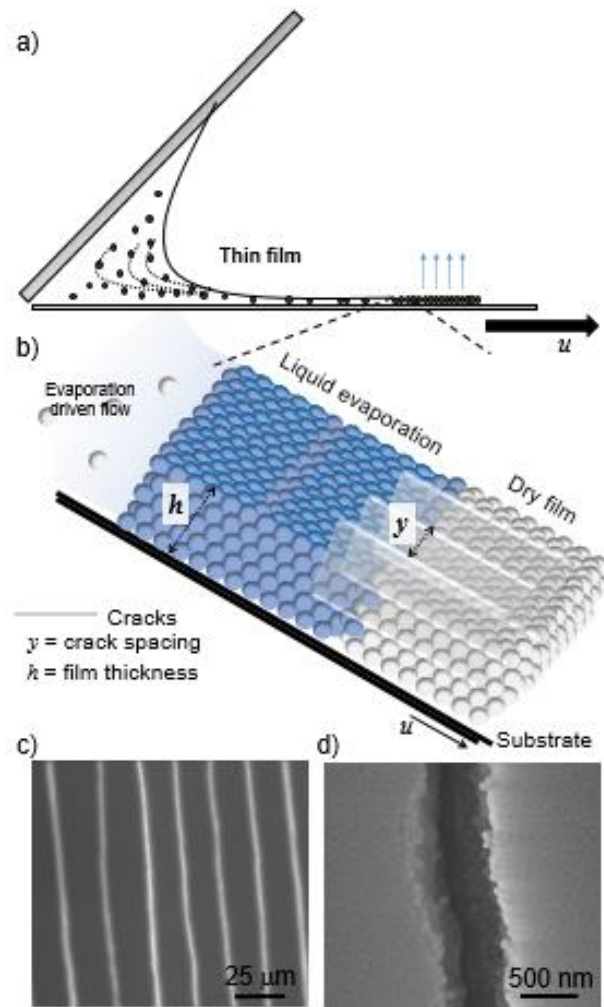 a)
Thin film
u
b)
Evaporation
driven flow
Liquid evaporation
Dry film
h
y
Cracks
y = crack spacing
h = film thickness
u
Substrate
c)
d)
25 μm
500 nm